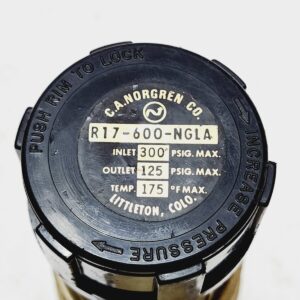 PUSH RIM TO LOCK
INCREASE PRESSURE
C.A.NORGREN CO.
R17-600-NGLA
INLET 300 PSIG. MAX.
OUTLET 125 PSIG. MAX.
TEMP 175 °F MAX.
LITTLETON, COLO.